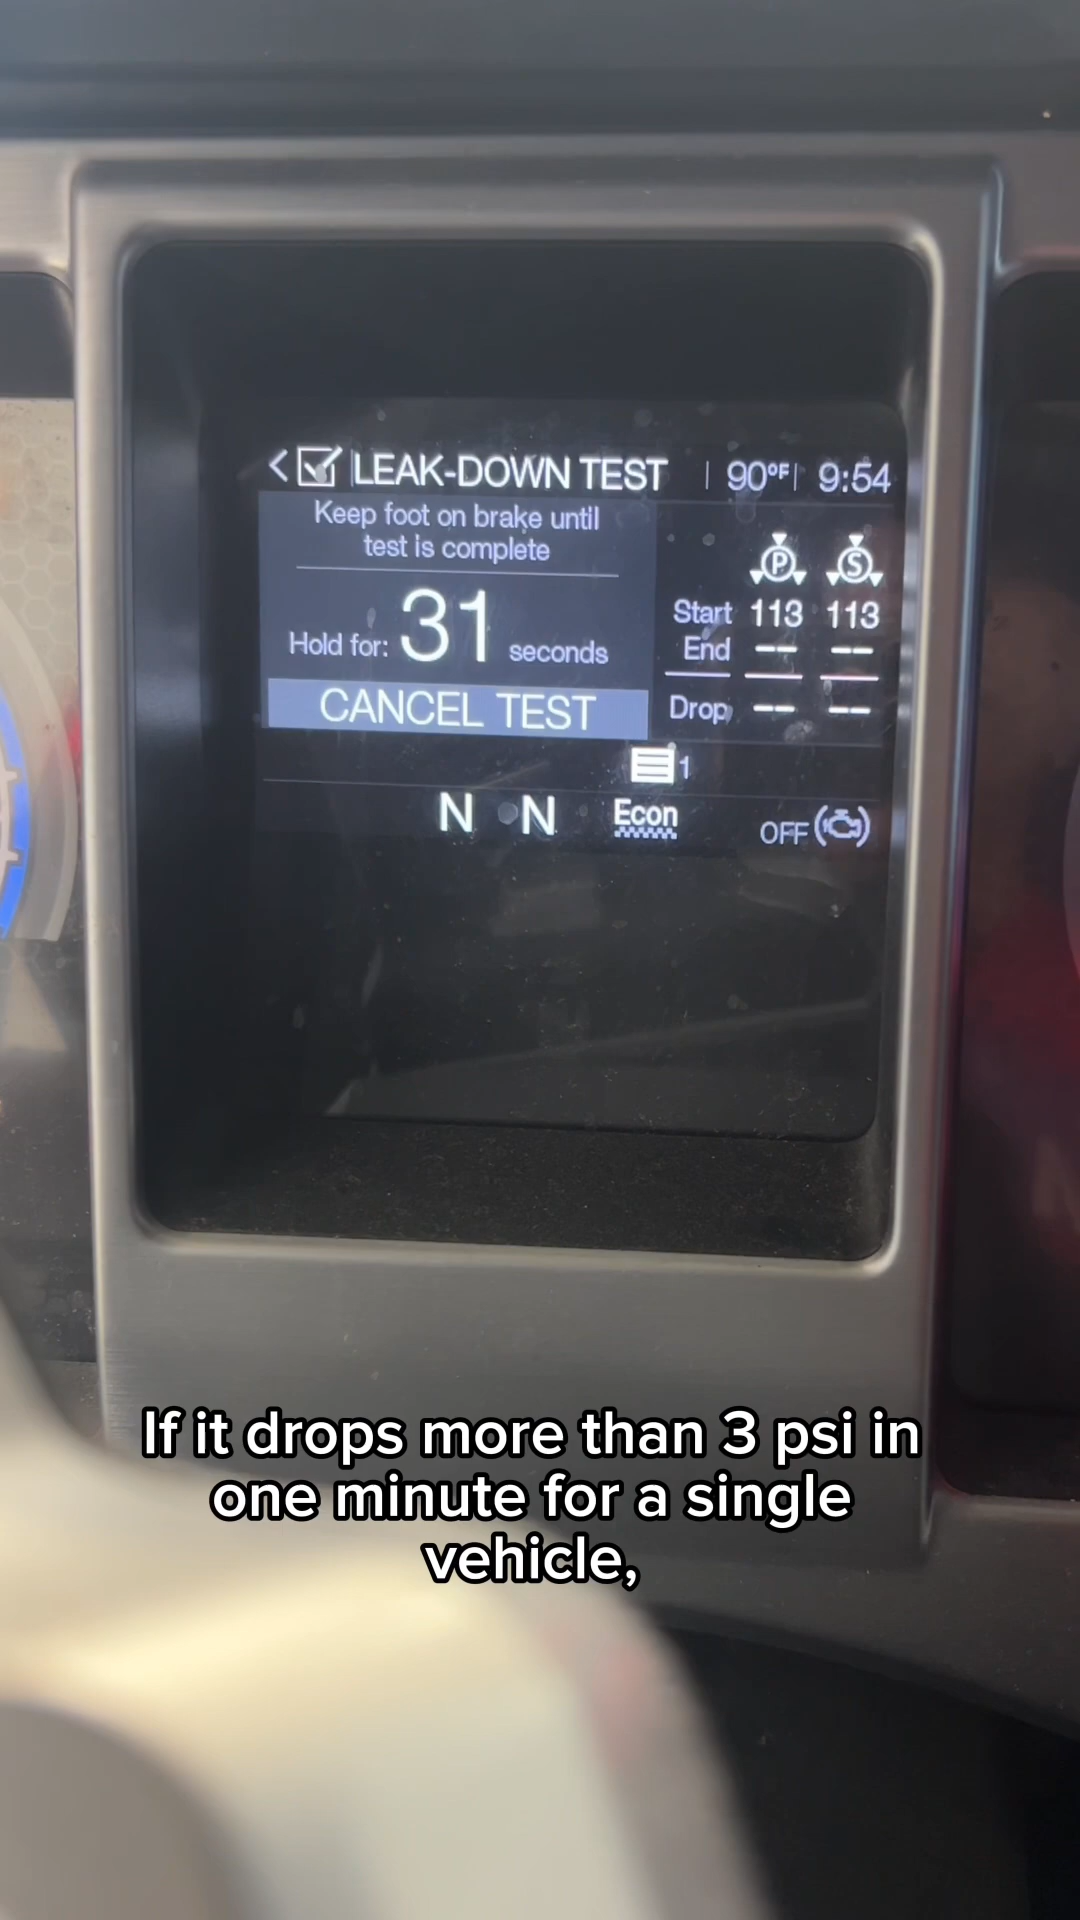 < LEAK-DOWN TEST | 90°F | 9:54
Keep foot on brake until
test is complete
Hold for: 31 seconds
CANCEL TEST
P S
Start 113 113
End -- --
Drop -- --
1
N N Econ OFF
If it drops more than 3 psi in
one minute for a single
vehicle,